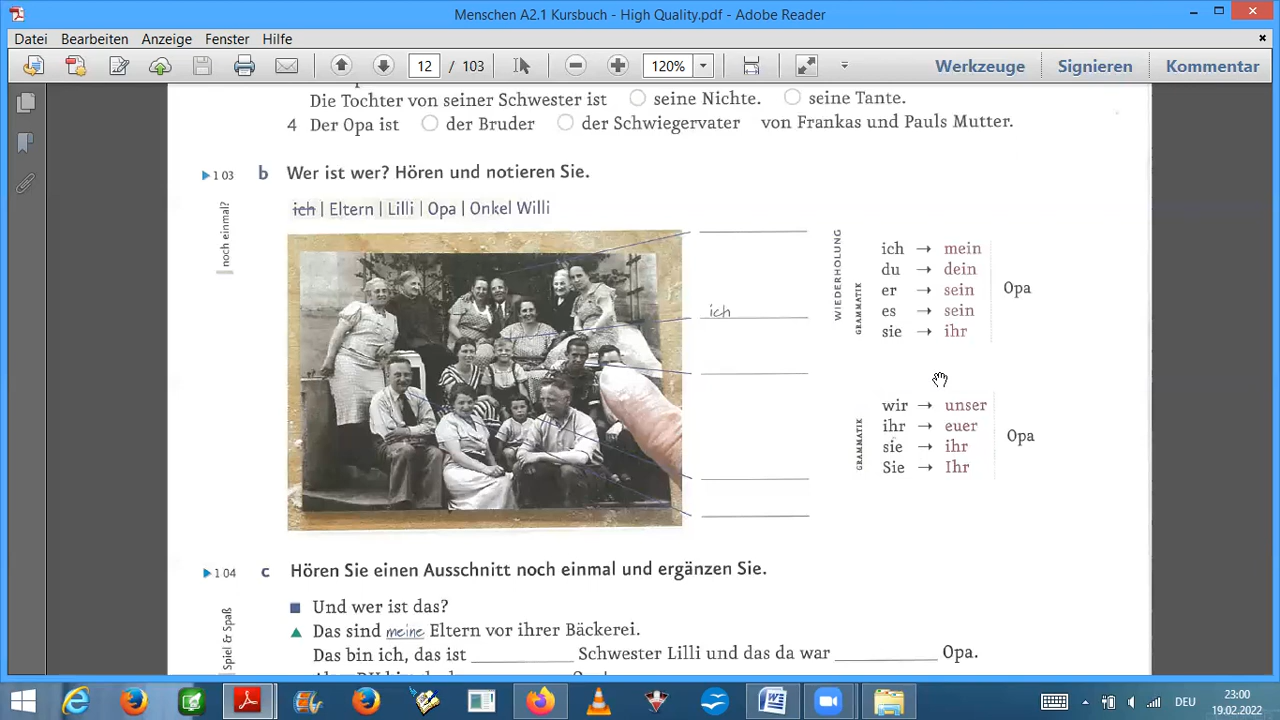 Menschen A2.1 Kursbuch - High Quality.pdf - Adobe Reader
Datei Bearbeiten Anzeige Fenster Hilfe
12 / 103 120% Werkzeuge Signieren Kommentar
Die Tochter von seiner Schwester ist seine Nichte. seine Tante.
4 Der Opa ist der Bruder der Schwiegervater von Frankas und Pauls Mutter.
1 03 b Wer ist wer? Hören und notieren Sie.
noch einmal?
ich | Eltern | Lilli | Opa | Onkel Willi
ich
WIEDERHOLUNG
GRAMMATIK
ich → mein
du → dein
er → sein
es → sein
sie → ihr
Opa
GRAMMATIK
wir → unser
ihr → euer
sie → ihr
Sie → Ihr
Opa
1 04 c Hören Sie einen Ausschnitt noch einmal und ergänzen Sie.
Spiel & Spaß
Und wer ist das?
Das sind meine Eltern vor ihrer Bäckerei.
Das bin ich, das ist Schwester Lilli und das da war Opa.
DEU 23:00
19.02.2022